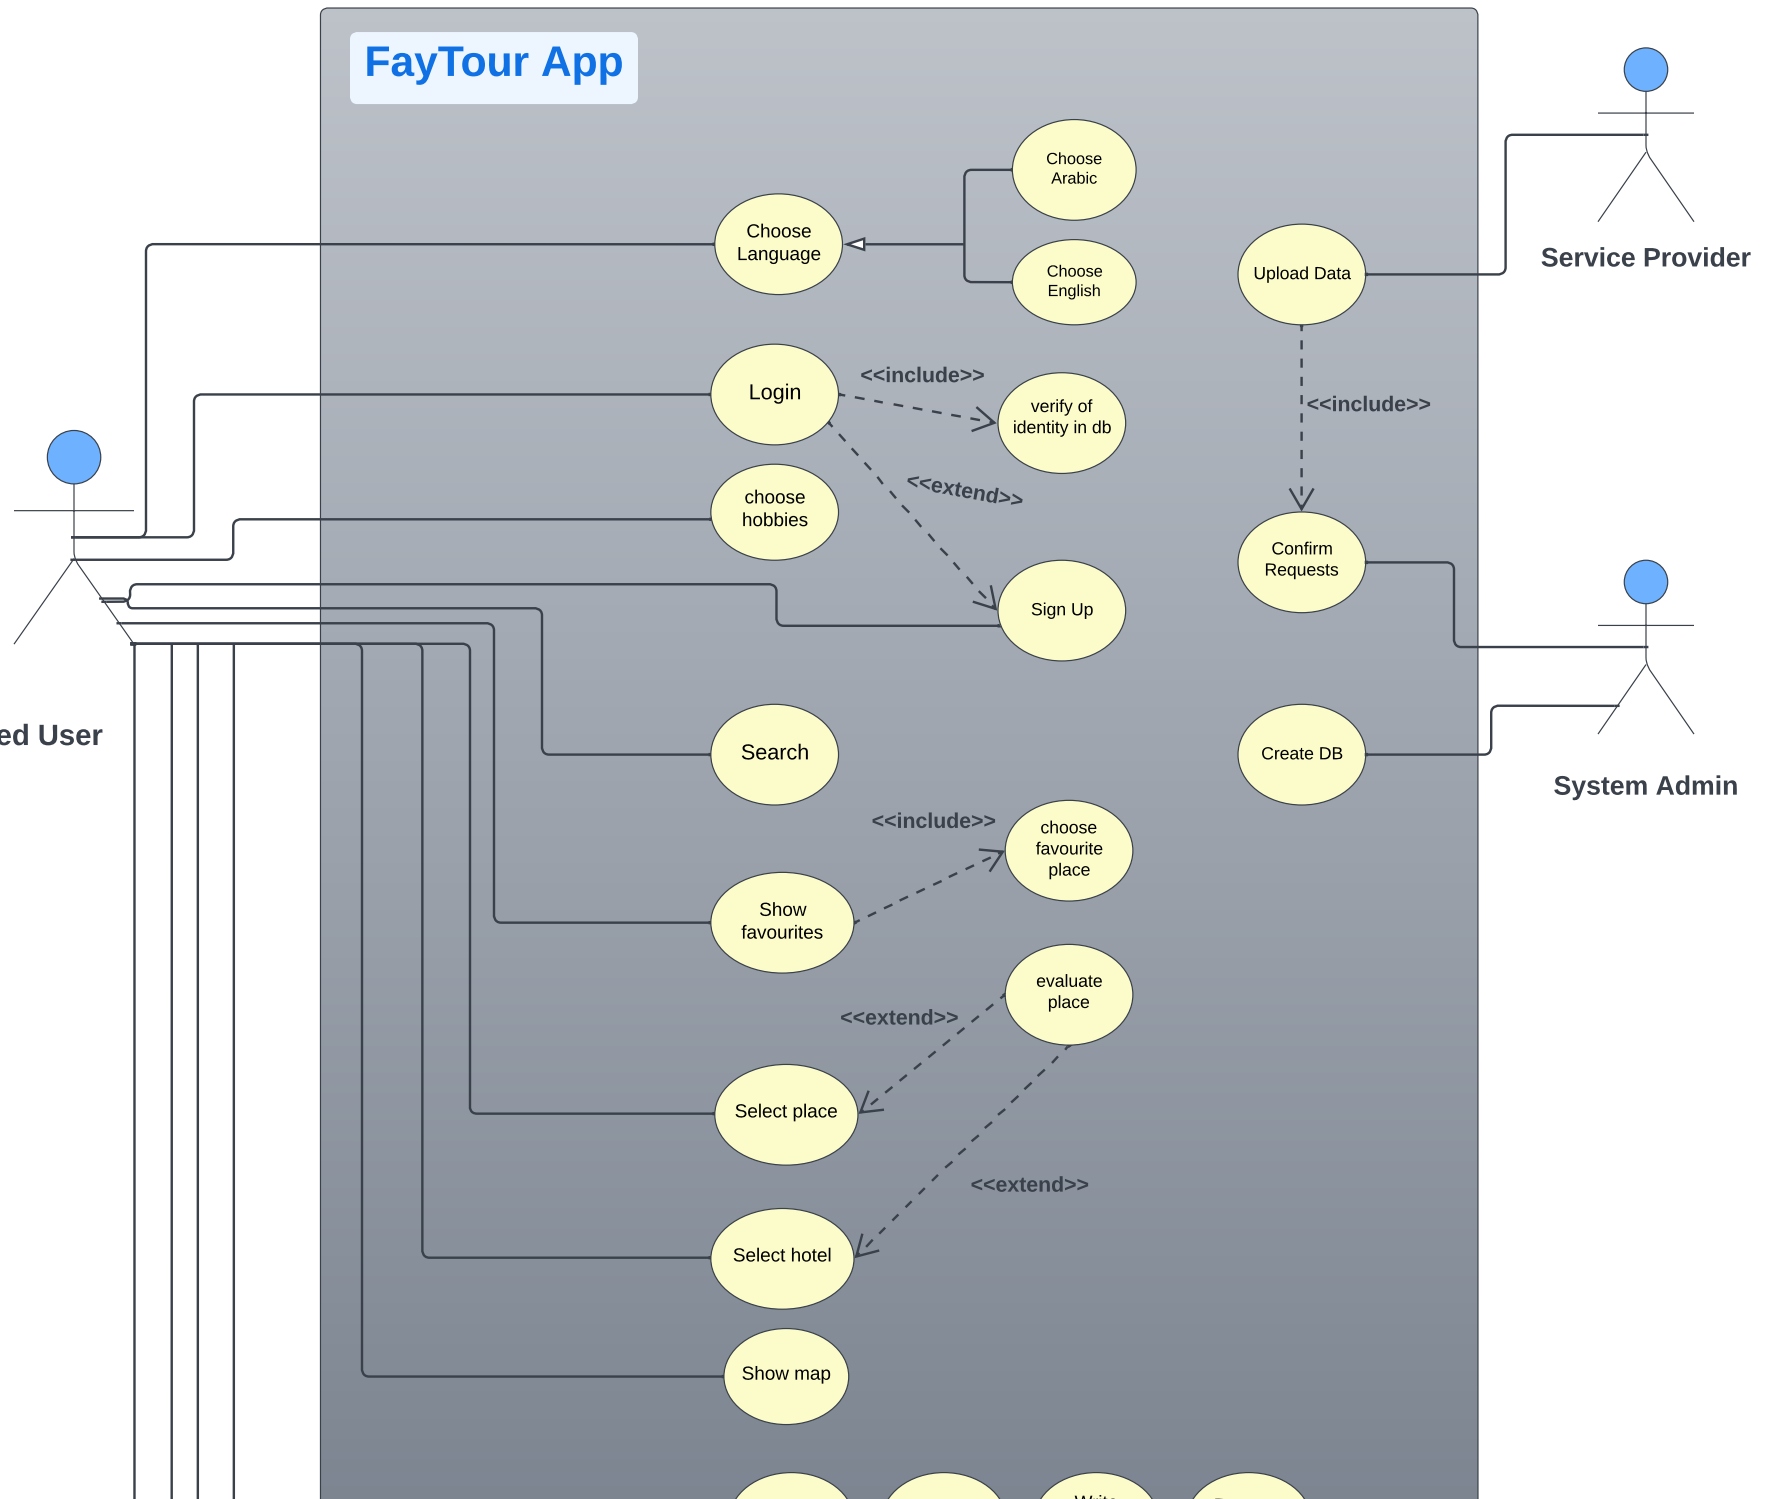 FayTour App
Choose
Arabic
Choose
Language
Choose
English
Upload Data
Service Provider
Login
<<include>>
verify of
identity in db
<<include>>
choose
hobbies
<<extend>>
Sign Up
Confirm
Requests
ed User
Search
Create DB
System Admin
<<include>>
choose
favourite
place
Show
favourites
evaluate
place
<<extend>>
Select place
<<extend>>
Select hotel
Show map
Write